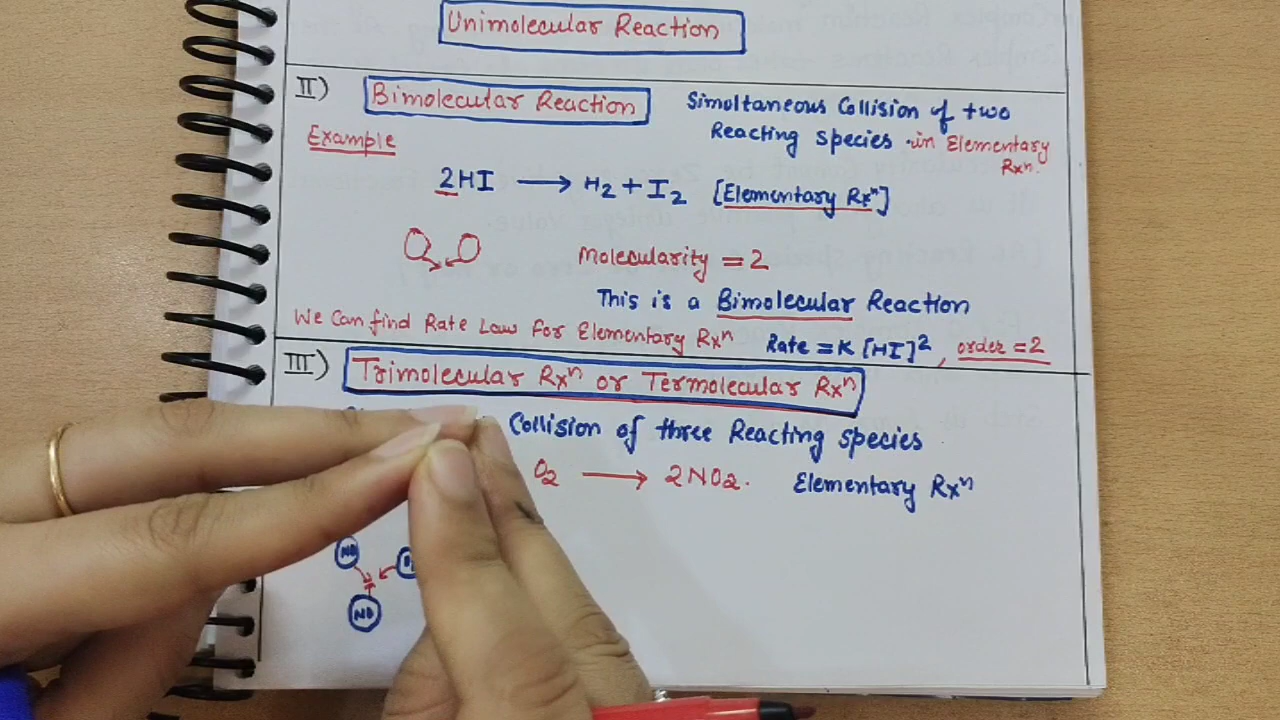 Unimolecular Reaction
II) Bimolecular Reaction
Simultaneous Collision of two
Reacting species in Elementary
Rxⁿ.
Example
2HI ⟶ H₂ + I₂ [Elementary Rxⁿ]
Molecularity = 2
This is a Bimolecular Reaction
We Can find Rate Law For Elementary Rxⁿ Rate = K [HI]², order = 2
III) Trimolecular Rxⁿ or Termolecular Rxⁿ
Collision of three Reacting species
O₂ ⟶ 2NO₂. Elementary Rxⁿ
NO
NO